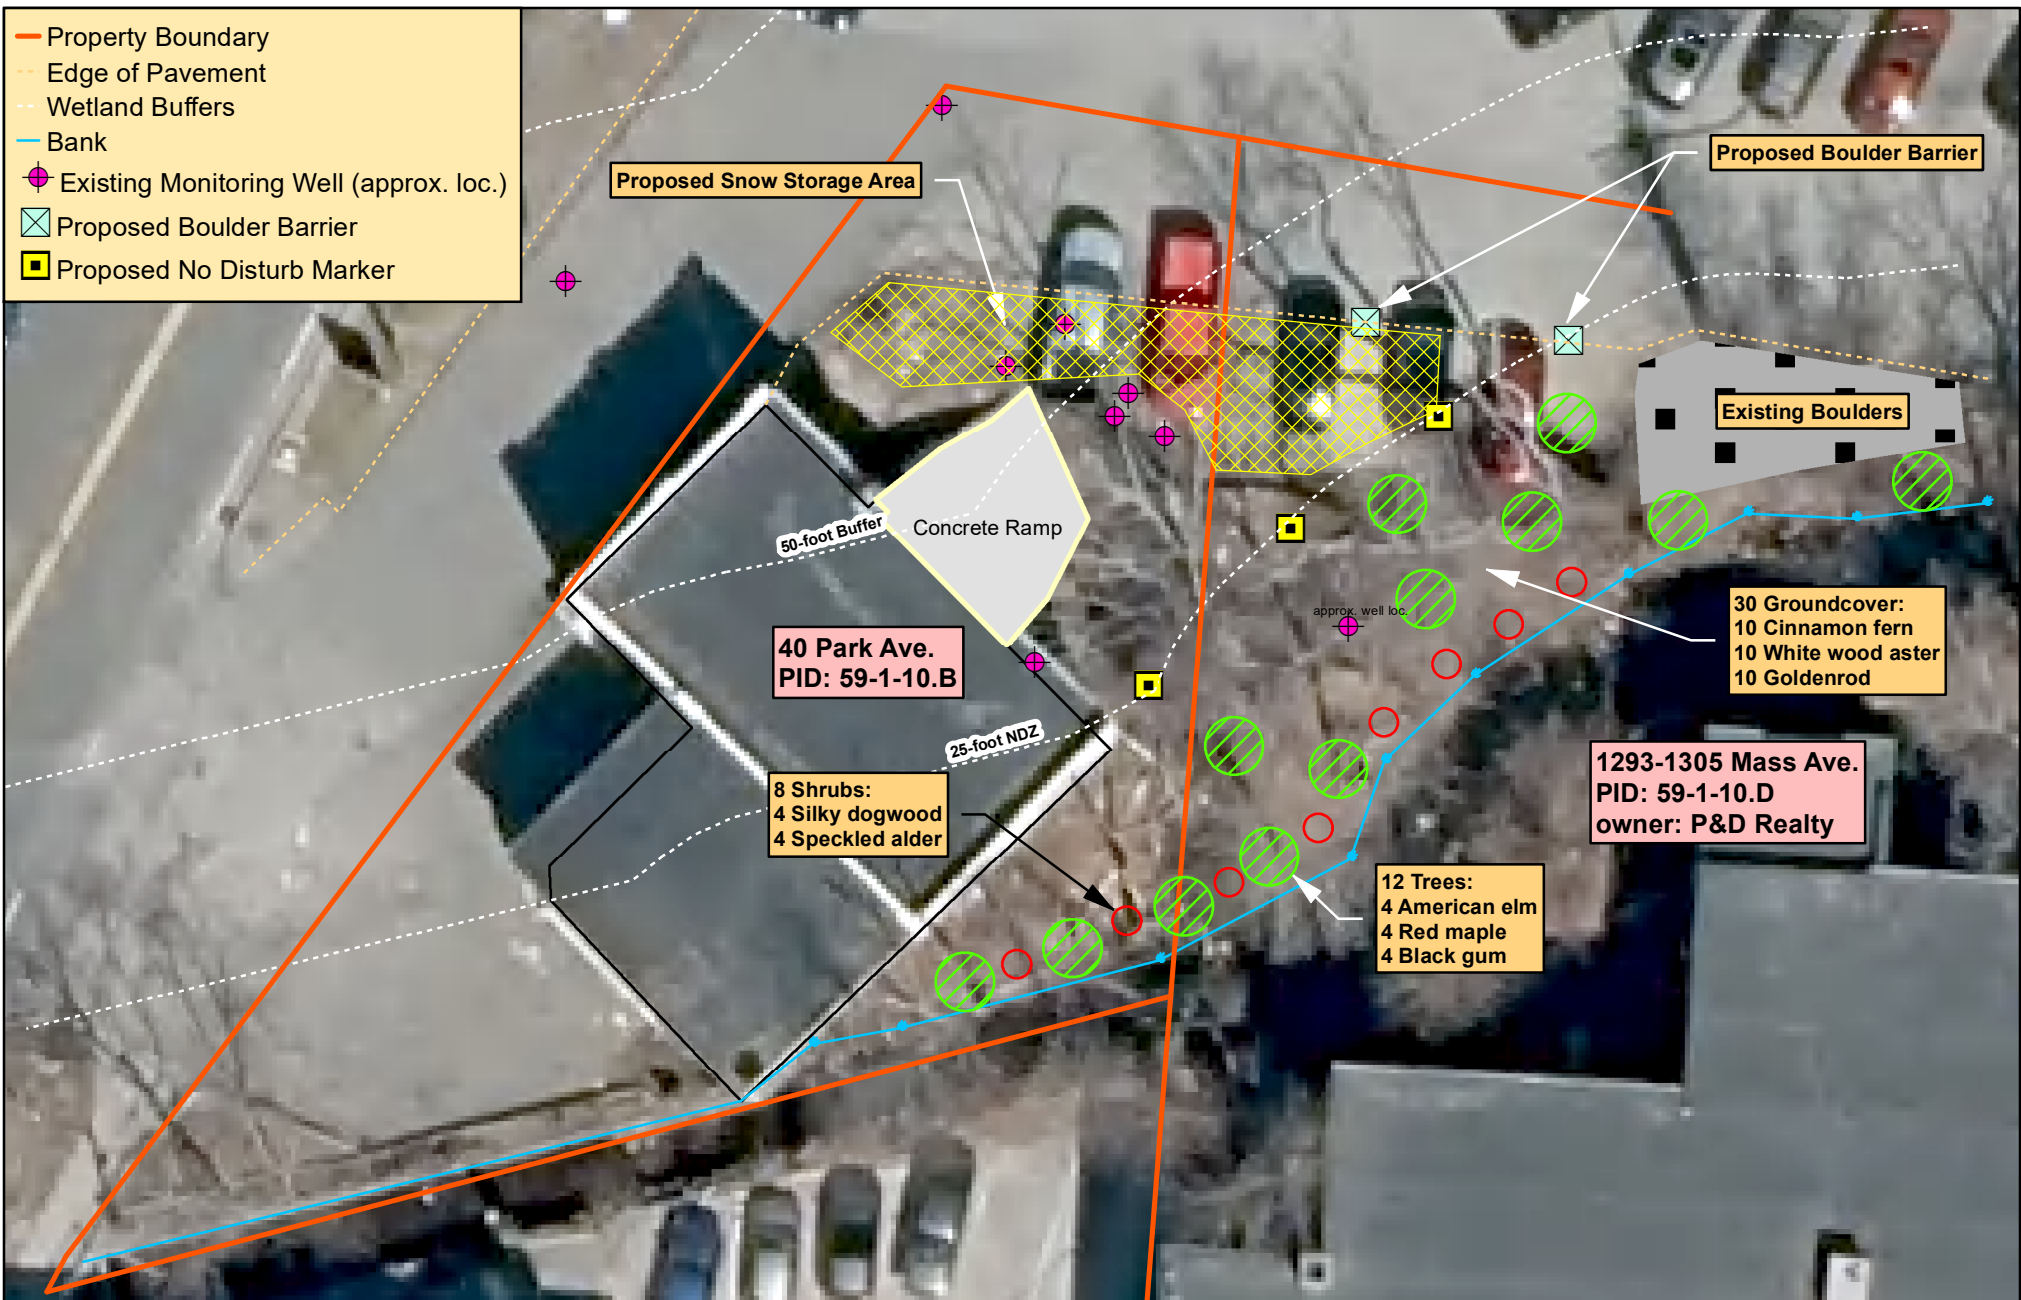 Property Boundary
Edge of Pavement
Wetland Buffers
Bank
Existing Monitoring Well (approx. loc.)
Proposed Boulder Barrier
Proposed No Disturb Marker
Proposed Snow Storage Area
Proposed Boulder Barrier
Existing Boulders
50-foot Buffer
Concrete Ramp
approx. well loc.
30 Groundcover:
10 Cinnamon fern
10 White wood aster
10 Goldenrod
40 Park Ave.
PID: 59-1-10.B
25-foot NDZ
8 Shrubs:
4 Silky dogwood
4 Speckled alder
1293-1305 Mass Ave.
PID: 59-1-10.D
owner: P&D Realty
12 Trees:
4 American elm
4 Red maple
4 Black gum